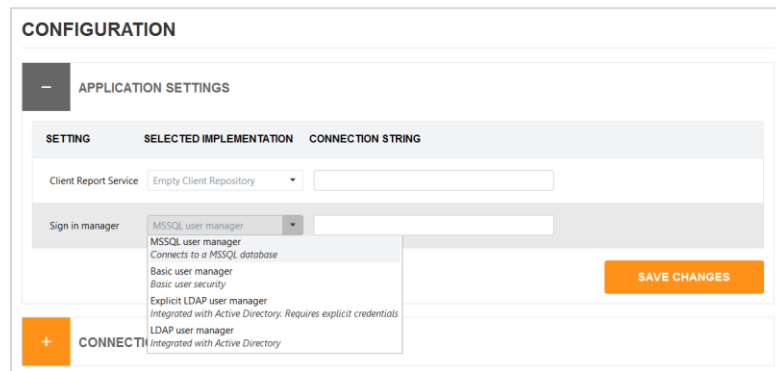 CONFIGURATION
APPLICATION SETTINGS
SETTING SELECTED IMPLEMENTATION CONNECTION STRING
Client Report Service Empty Client Repository
Sign in manager MSSQL user manager
MSSQL user manager
Connects to a MSSQL database
Basic user manager
Basic user security
Explicit LDAP user manager
Integrated with Active Directory. Requires explicit credentials
LDAP user manager
Integrated with Active Directory
SAVE CHANGES
CONNECTI